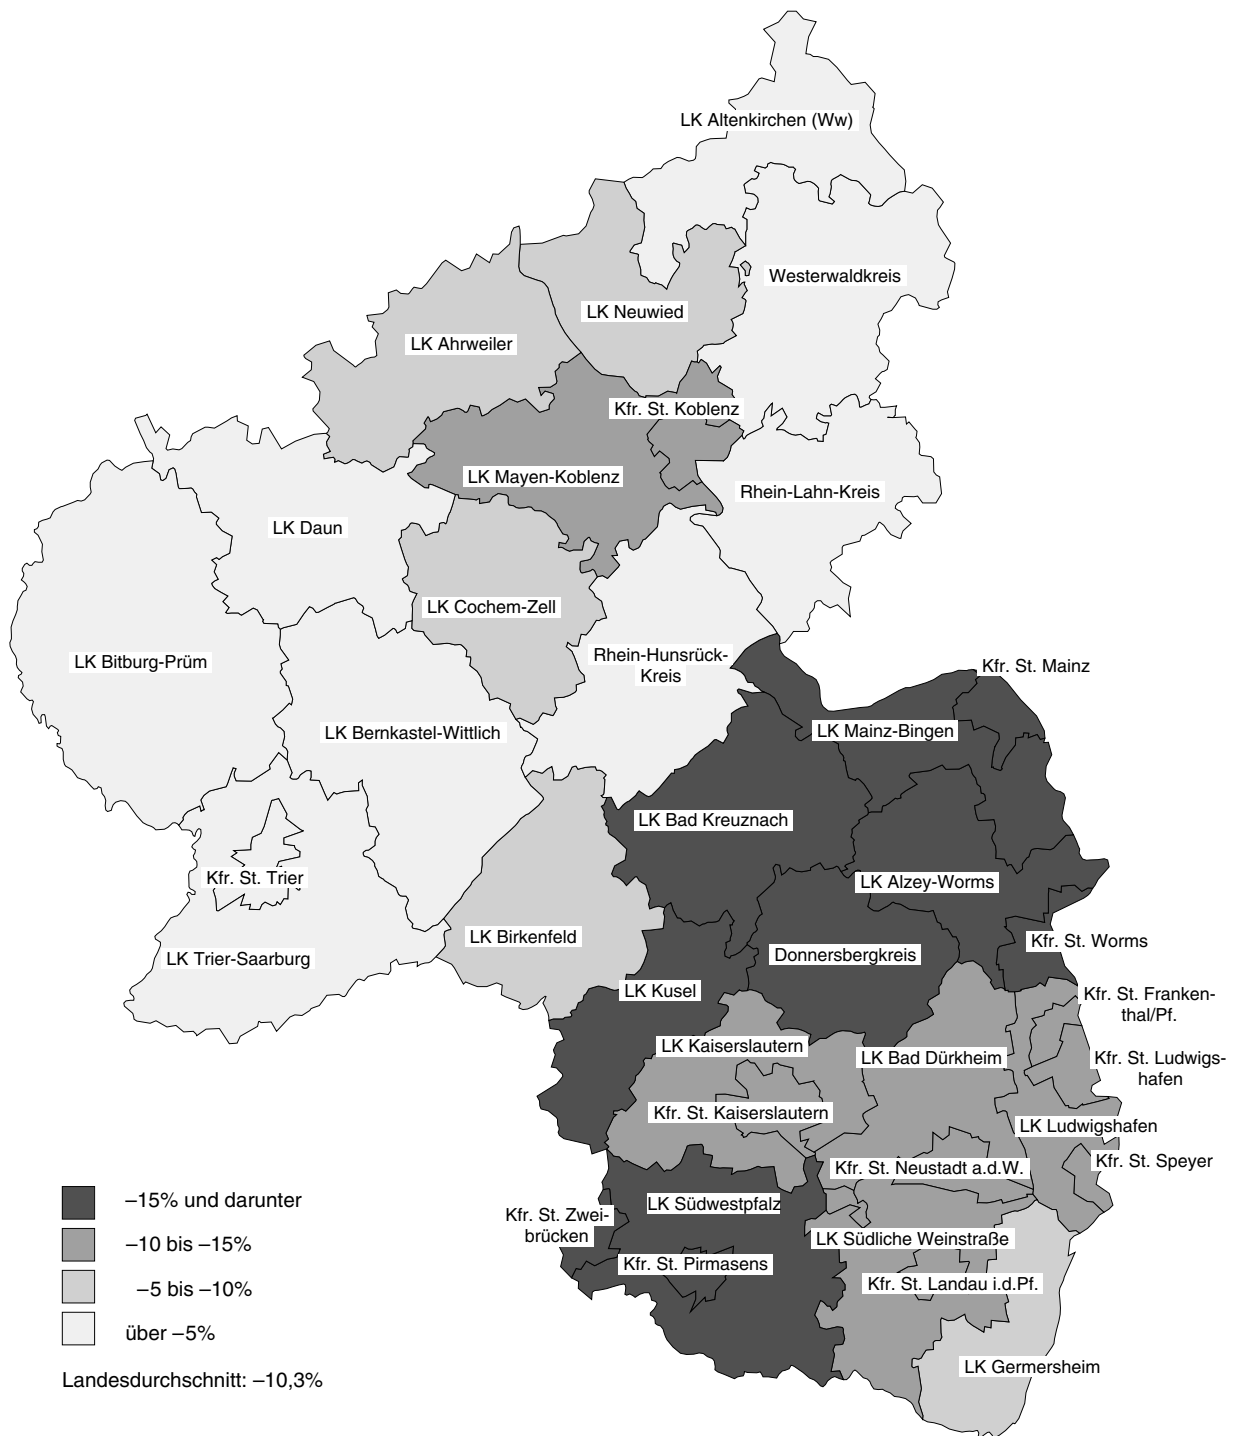 LK Altenkirchen (Ww)
Westerwaldkreis
LK Neuwied
LK Ahrweiler
Kfr. St. Koblenz
LK Mayen-Koblenz
Rhein-Lahn-Kreis
LK Daun
LK Cochem-Zell
LK Bitburg-Prüm
Rhein-Hunsrück-
Kreis
Kfr. St. Mainz
LK Bernkastel-Wittlich
LK Mainz-Bingen
LK Bad Kreuznach
Kfr. St. Trier
LK Alzey-Worms
LK Birkenfeld
Kfr. St. Worms
LK Trier-Saarburg
Donnersbergkreis
LK Kusel
Kfr. St. Franken-
thal/Pf.
LK Kaiserslautern
LK Bad Dürkheim
Kfr. St. Ludwigs-
hafen
Kfr. St. Kaiserslautern
LK Ludwigshafen
Kfr. St. Neustadt a.d.W.
Kfr. St. Speyer
LK Südwestpfalz
Kfr. St. Zwei-
brücken
LK Südliche Weinstraße
Kfr. St. Pirmasens
Kfr. St. Landau i.d.Pf.
LK Germersheim
–15% und darunter
–10 bis –15%
–5 bis –10%
über –5%
Landesdurchschnitt: –10,3%